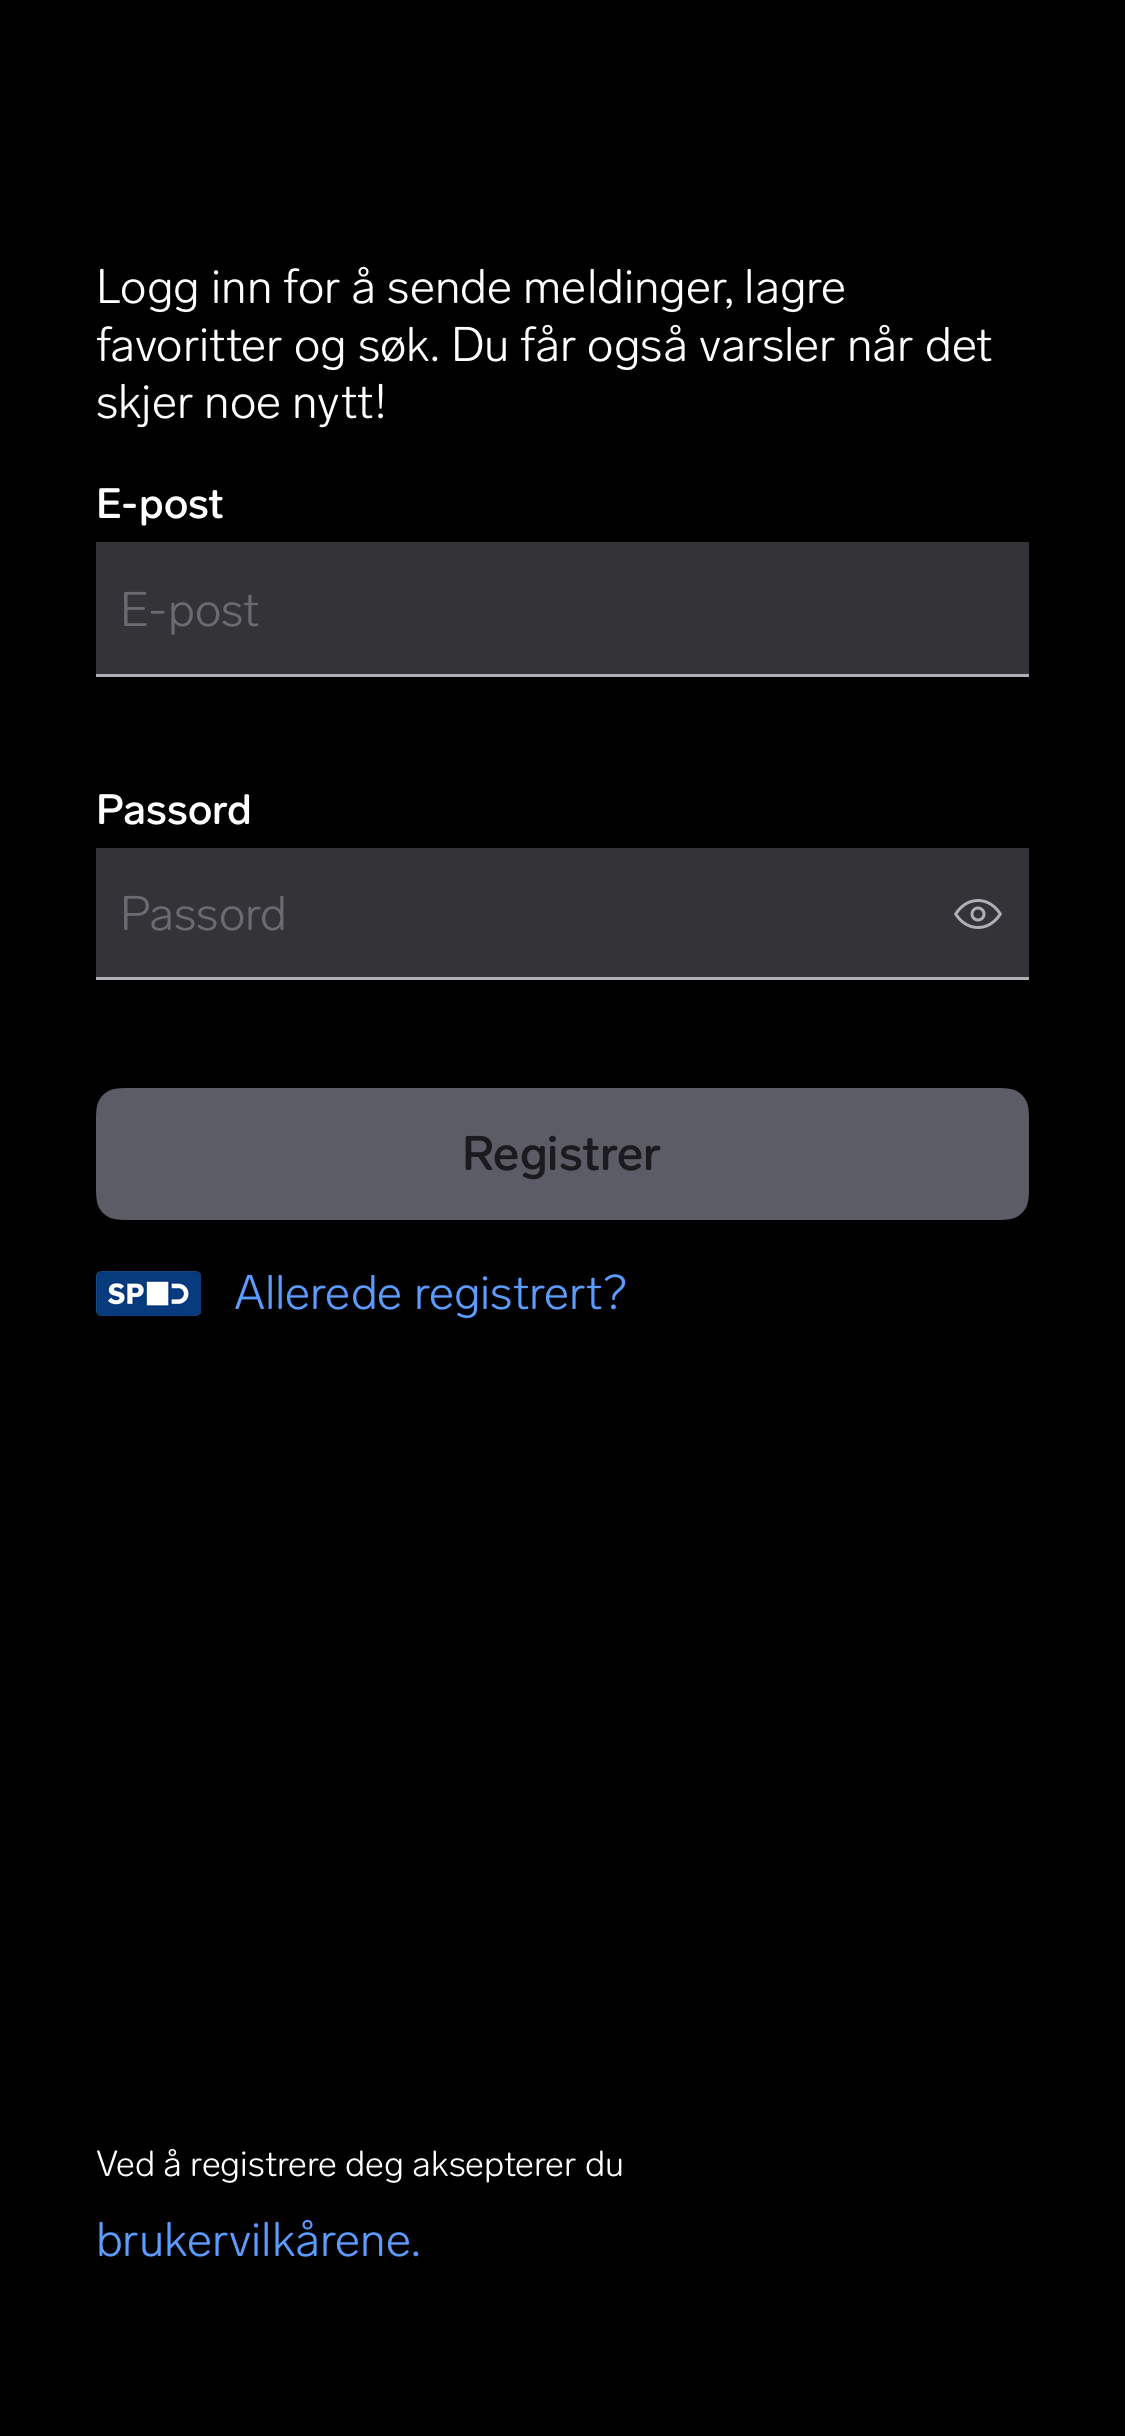 Logg inn for å sende meldinger, lagre
favoritter og søk. Du får også varsler når det
skjer noe nytt!
E-post
E-post
Passord
Passord
Registrer
SPD Allerede registrert?
Ved å registrere deg aksepterer du
brukervilkårene.